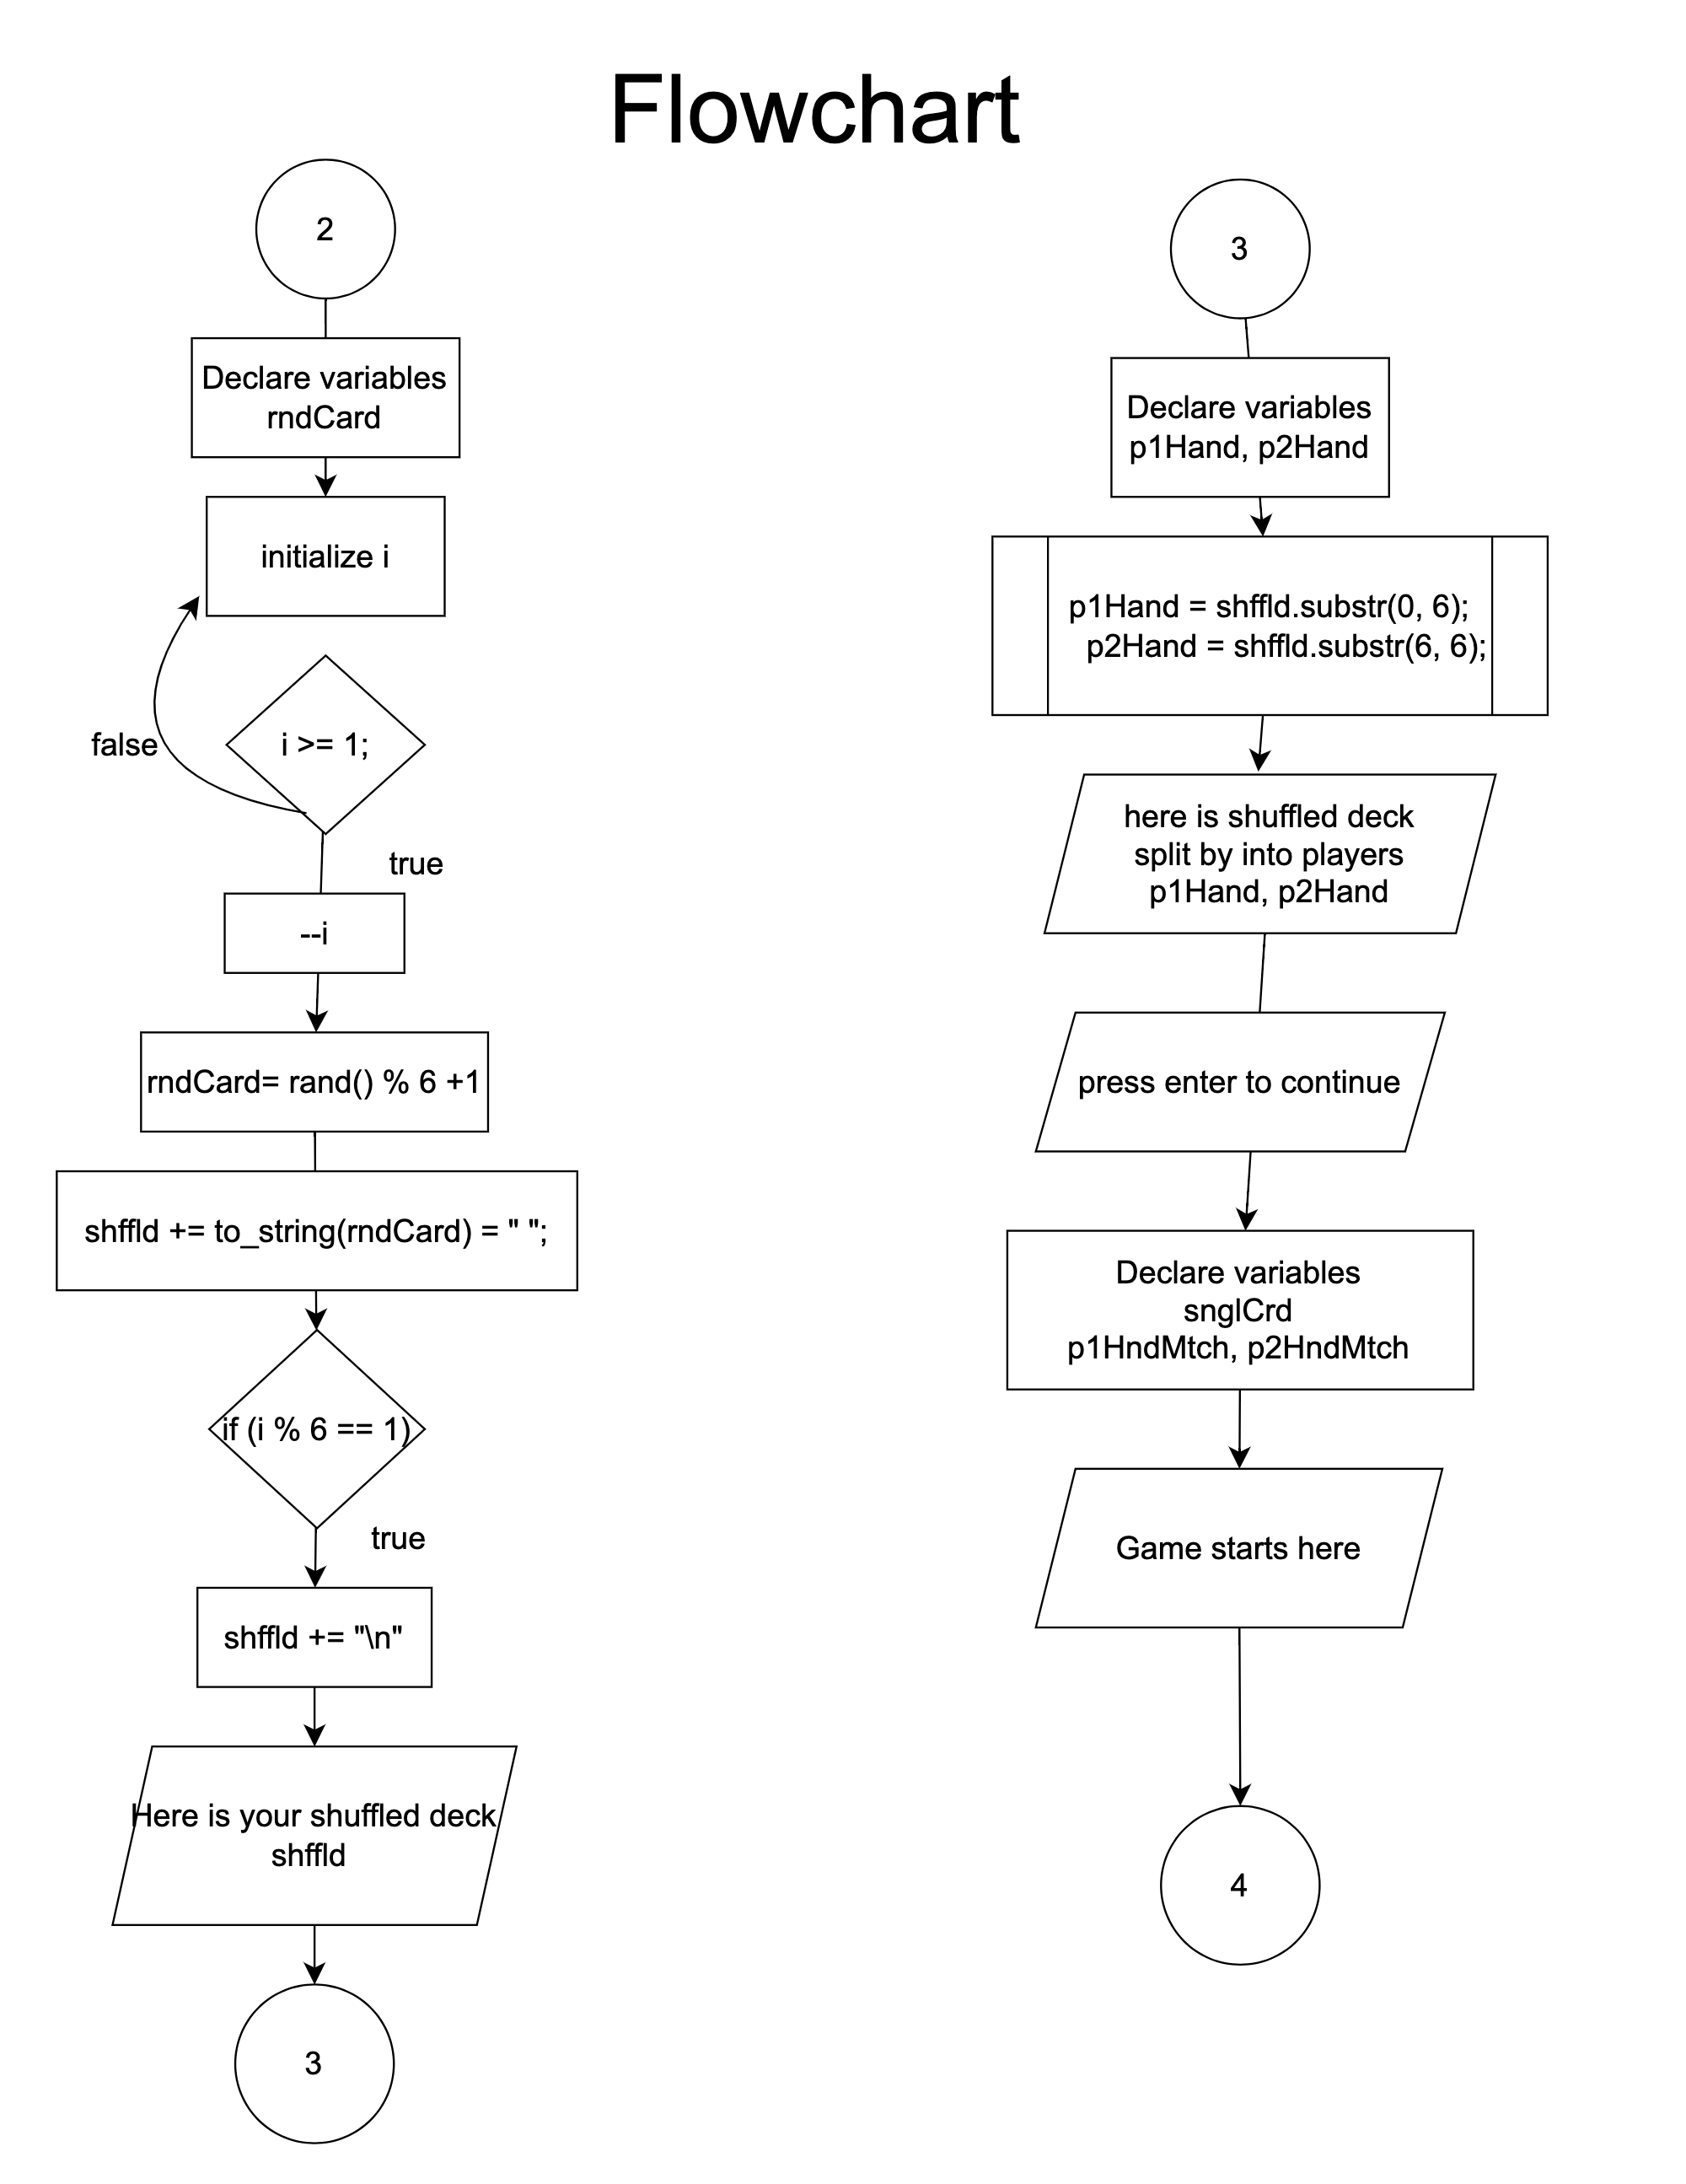 Flowchart
2
Declare variables
rndCard
initialize i
i >= 1;
false
true
--i
rndCard= rand() % 6 +1
shffld += to_string(rndCard) = " ";
if (i % 6 == 1)
true
shffld += "\n"
Here is your shuffled deck
shffld
3
3
Declare variables
p1Hand, p2Hand
p1Hand = shffld.substr(0, 6);
p2Hand = shffld.substr(6, 6);
here is shuffled deck
split by into players
p1Hand, p2Hand
press enter to continue
Declare variables
snglCrd
p1HndMtch, p2HndMtch
Game starts here
4